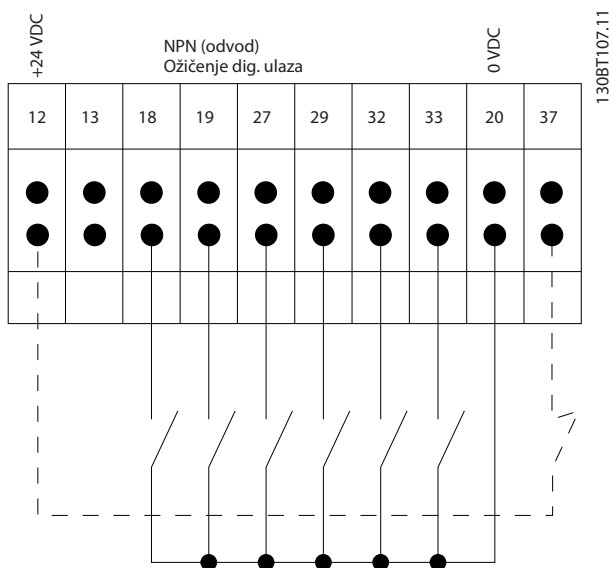 +24 VDC
NPN (odvod)
Ožičenje dig. ulaza
0 VDC
130BT107.11
12 13 18 19 27 29 32 33 20 37